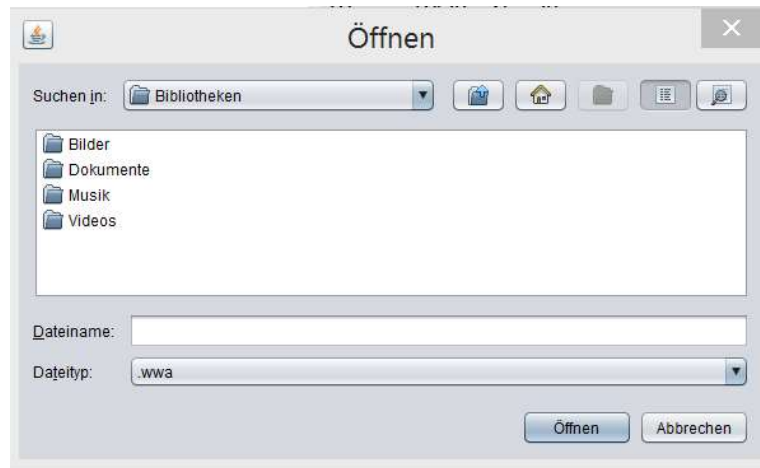 Öffnen
Suchen in: Bibliotheken
Bilder
Dokumente
Musik
Videos
Dateiname:
Dateityp: .wwa
Öffnen Abbrechen